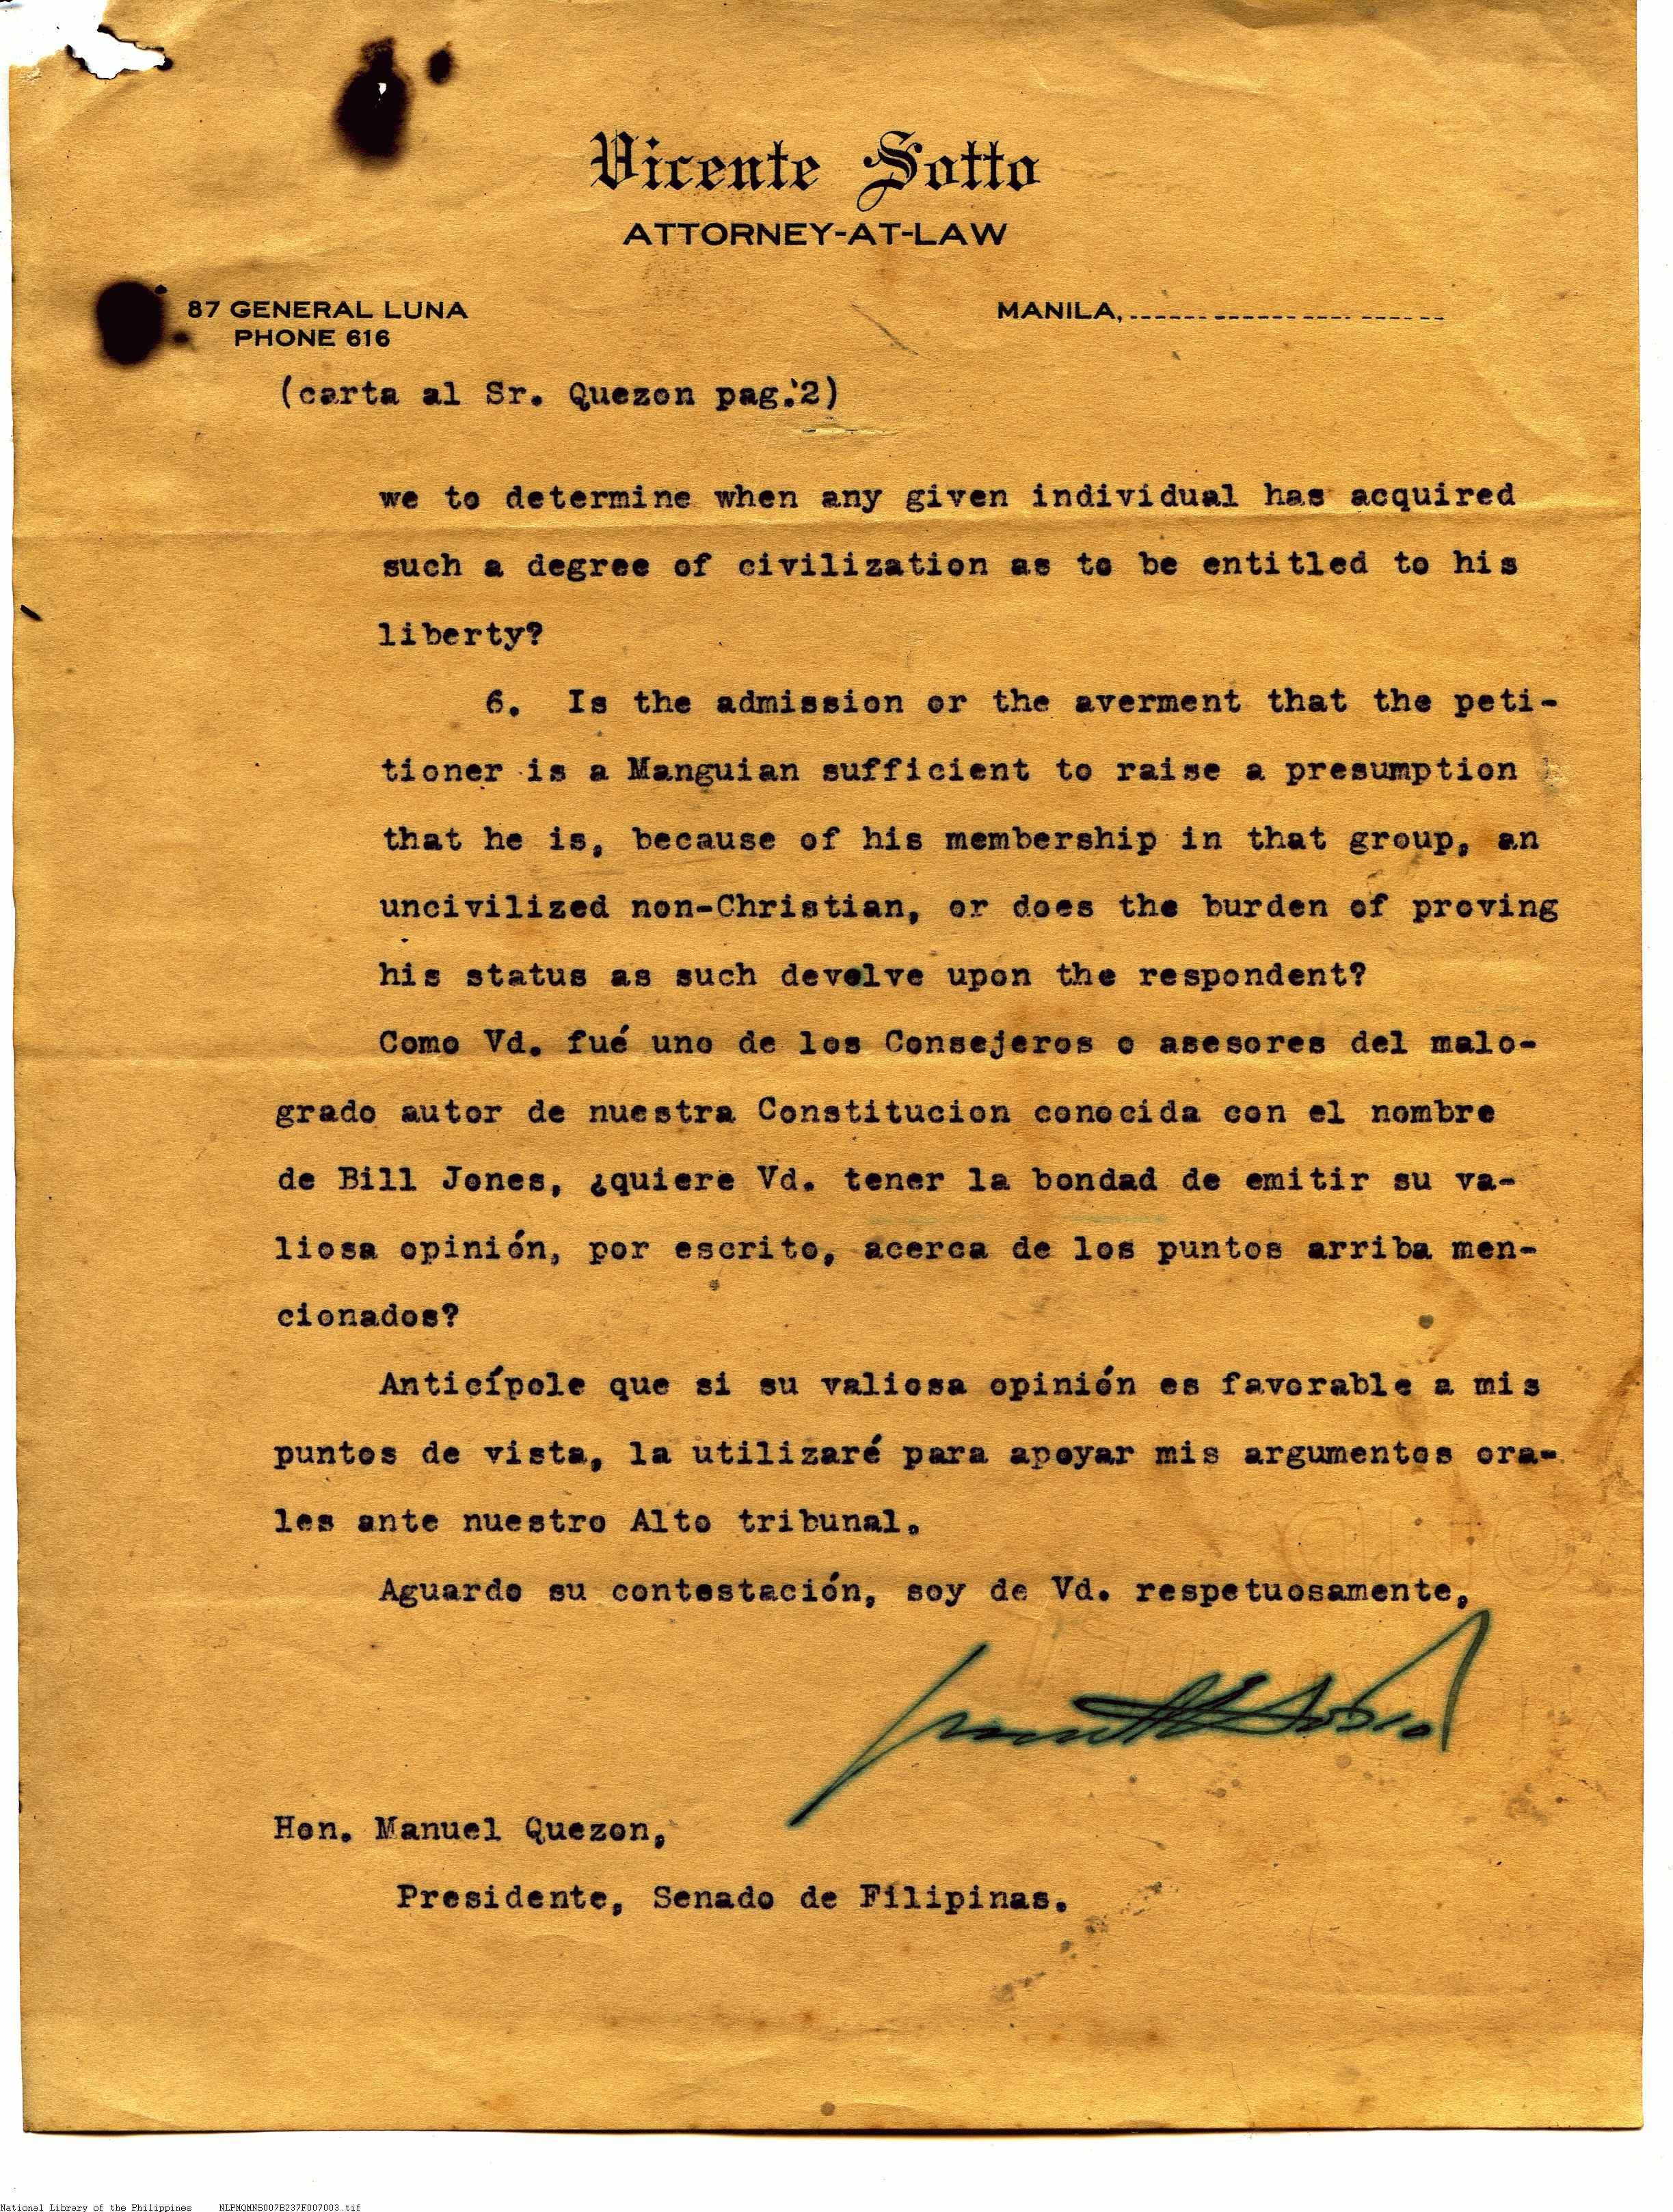 Vicente Sotto
ATTORNEY-AT-LAW
87 GENERAL LUNA
PHONE 616
MANILA,
(carta al Sr. Quezon pag. 2)
we to determine when any given individual has acquired
such a degree of civilization as to be entitled to his
liberty?
6. Is the admission or the averment that the peti-
tioner is a Manguian sufficient to raise a presumption
that he is, because of his membership in that group, an
uncivilized non-Christian, or does the burden of proving
his status as such devolve upon the respondent?
Como Vd. fué uno de los Consejeros o asesores del malo-
grado autor de nuestra Constitucion conocida con el nombre
de Bill Jones, ¿quiere Vd. tener la bondad de emitir su va-
liosa opinión, por escrito, acerca de los puntos arriba men-
cionados?
Anticípole que si su valiosa opinión es favorable a mis
puntos de vista, la utilizaré para apoyar mis argumentos ora-
les ante nuestro Alto tribunal.
Aguardo su contestación, soy de Vd. respetuosamente,
Hon. Manuel Quezon,
Presidente, Senado de Filipinas.
National Library of the Philippines NLPMQMNS007B237F007003.tif